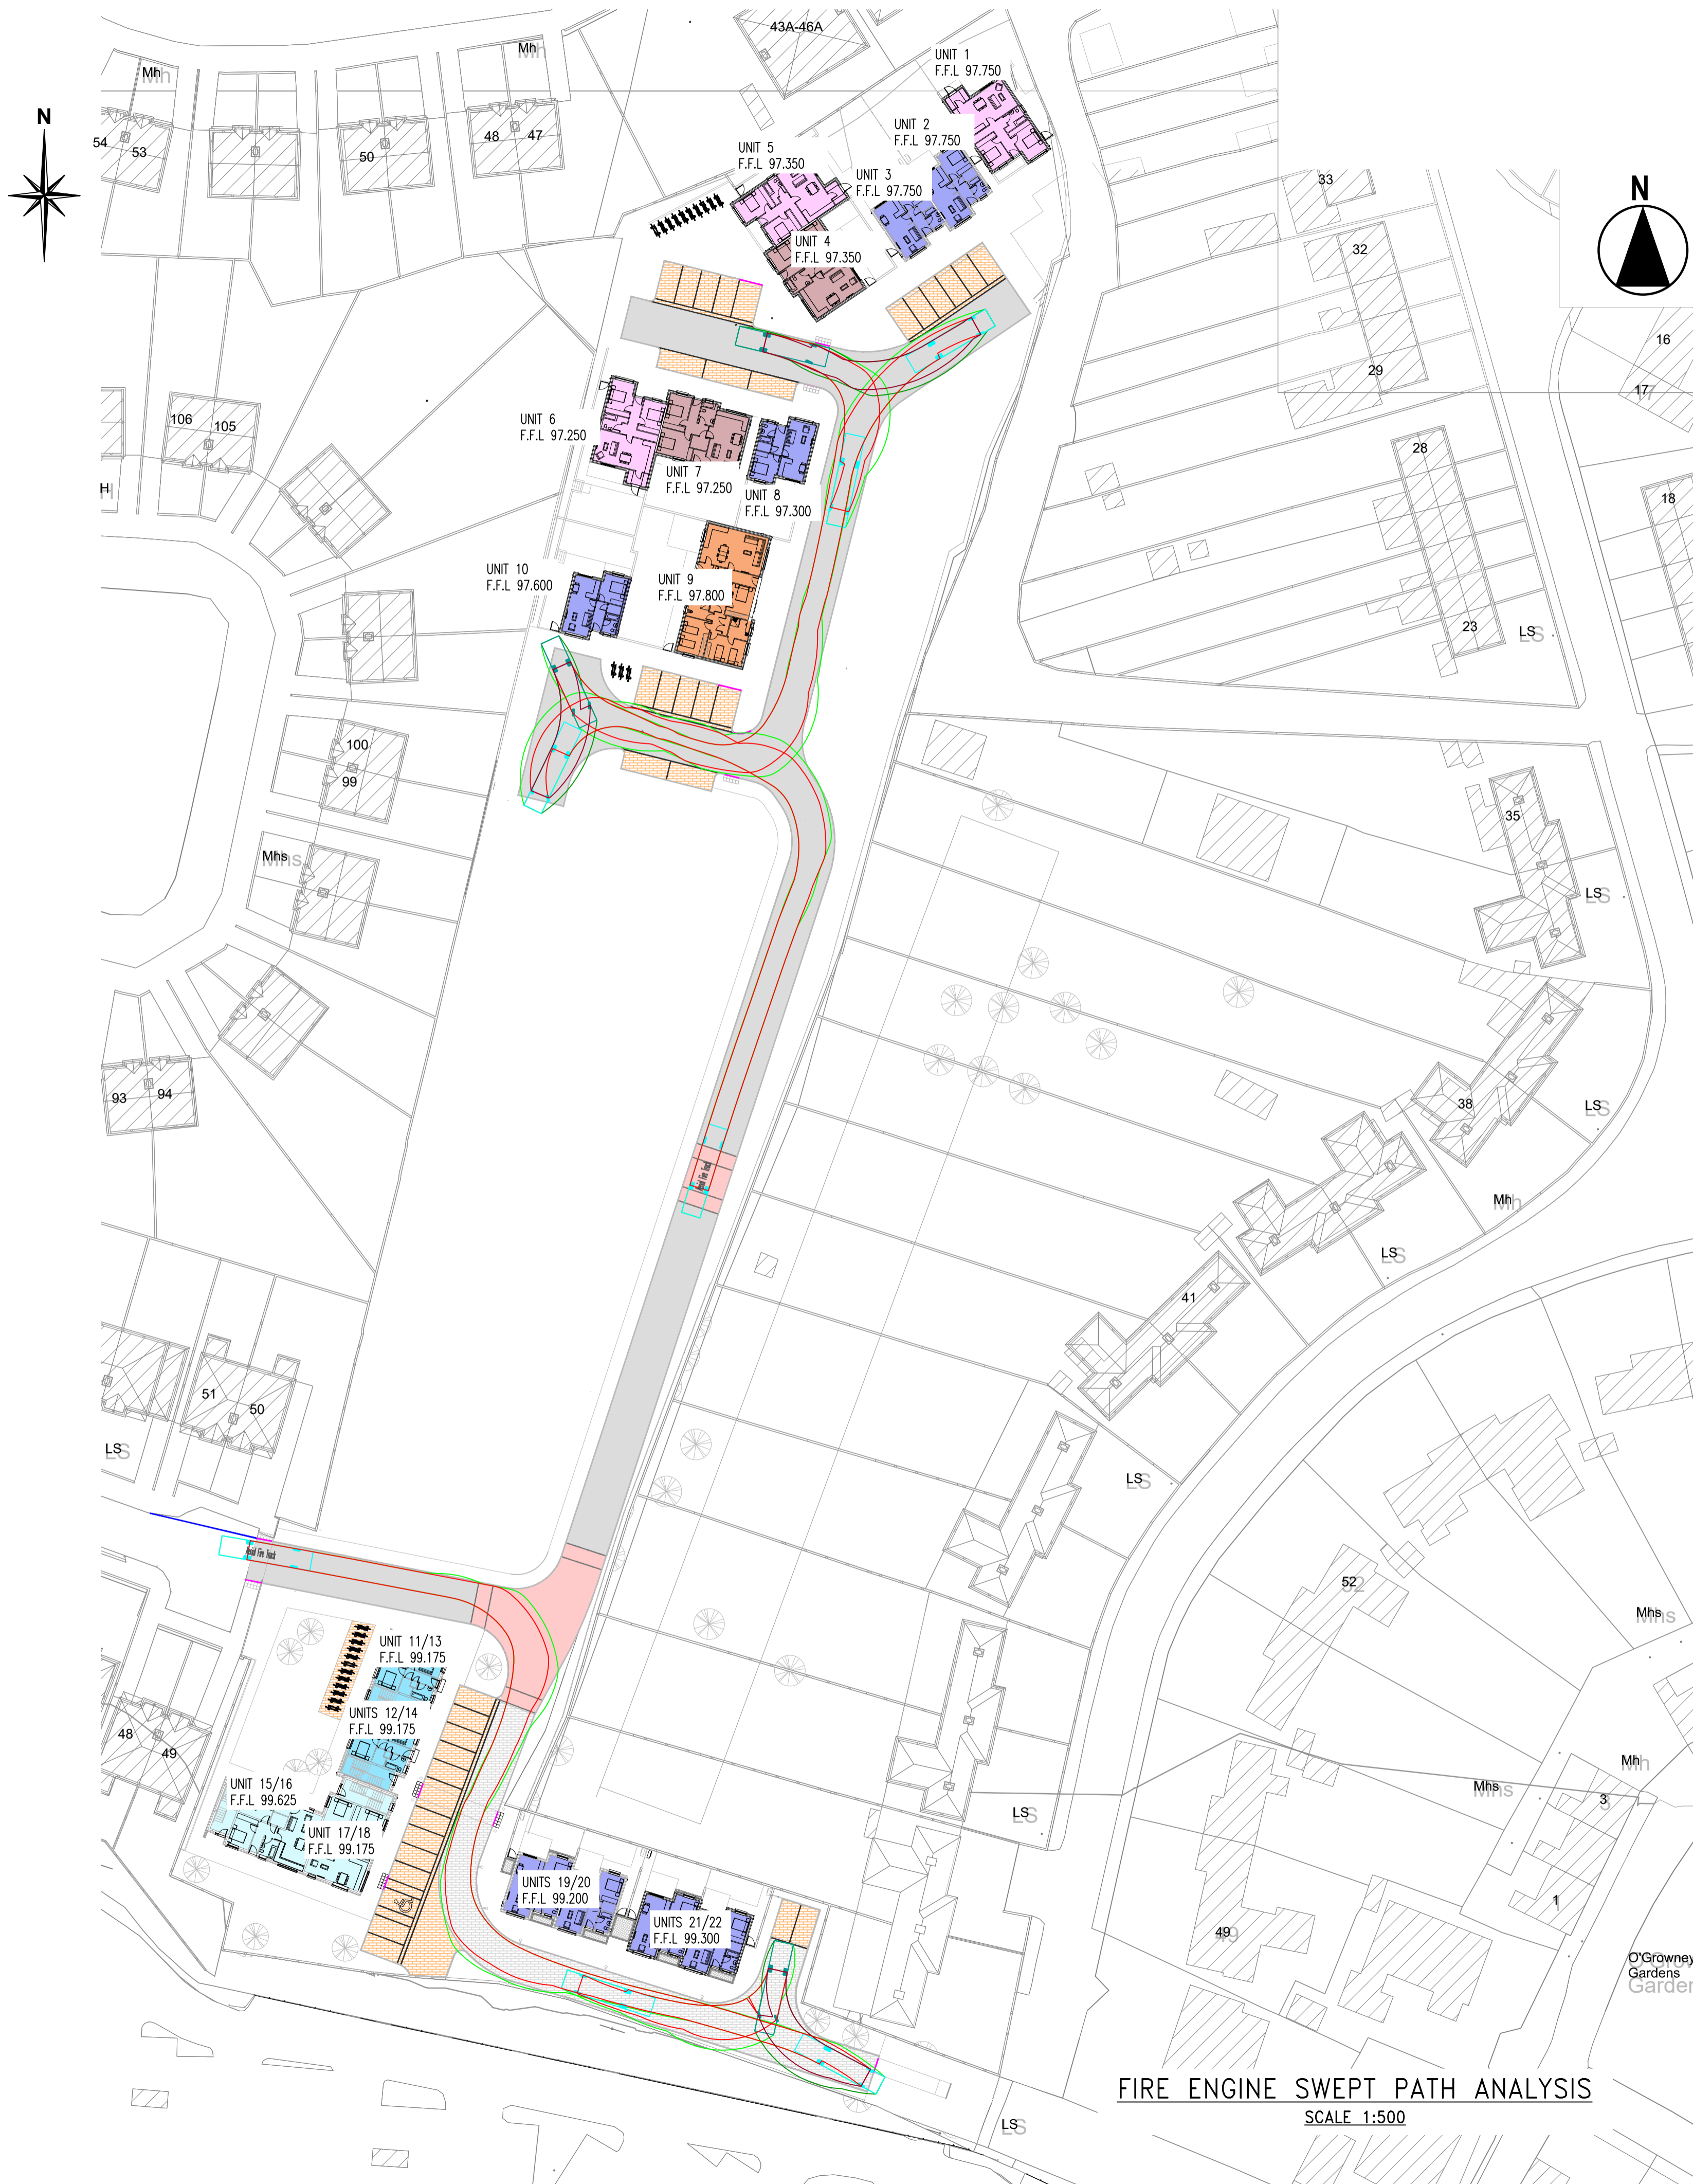 43A-46A
UNIT 1
F.F.L 97.750
Mh
Mh
N
54
53
50
48
47
UNIT 2
F.F.L 97.750
UNIT 5
F.F.L 97.350
UNIT 3
F.F.L 97.750
33
N
UNIT 4
F.F.L 97.350
32
16
29
17
106
105
UNIT 6
F.F.L 97.250
UNIT 7
F.F.L 97.250
UNIT 8
F.F.L 97.300
28
H
18
UNIT 10
F.F.L 97.600
UNIT 9
F.F.L 97.800
23
LS
100
99
35
Mhs
LS
93
94
38
LS
Mh
LS
41
51
50
LS
LS
Aerial Fire Truck
Aerial Fire Truck
52
Mhs
UNIT 11/13
F.F.L 99.175
UNITS 12/14
F.F.L 99.175
48
49
UNIT 15/16
F.F.L 99.625
UNIT 17/18
F.F.L 99.175
Mh
Mhs
3
LS
UNITS 19/20
F.F.L 99.200
UNITS 21/22
F.F.L 99.300
1
49
O'Growney
Gardens
FIRE ENGINE SWEPT PATH ANALYSIS
SCALE 1:500
LS